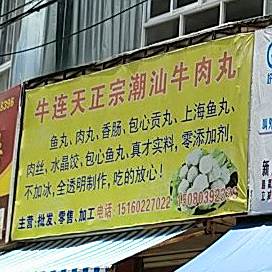 牛连天正宗潮汕牛肉丸
鱼丸、肉丸、香肠、包心贡丸、上海鱼丸、
肉丝、水晶饺、包心鱼丸、真才实料，零添加剂，
不加冰，全透明制作，吃的放心！
主营:批发、零售、加工 电话:15160227022